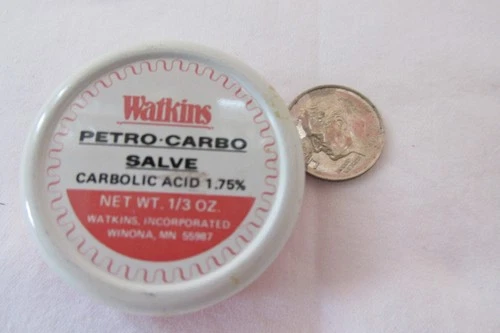 Watkins
PETRO-CARBO
SALVE
CARBOLIC ACID 1.75%
NET WT. 1/3 OZ.
WATKINS, INCORPORATED
WINONA, MN 55987